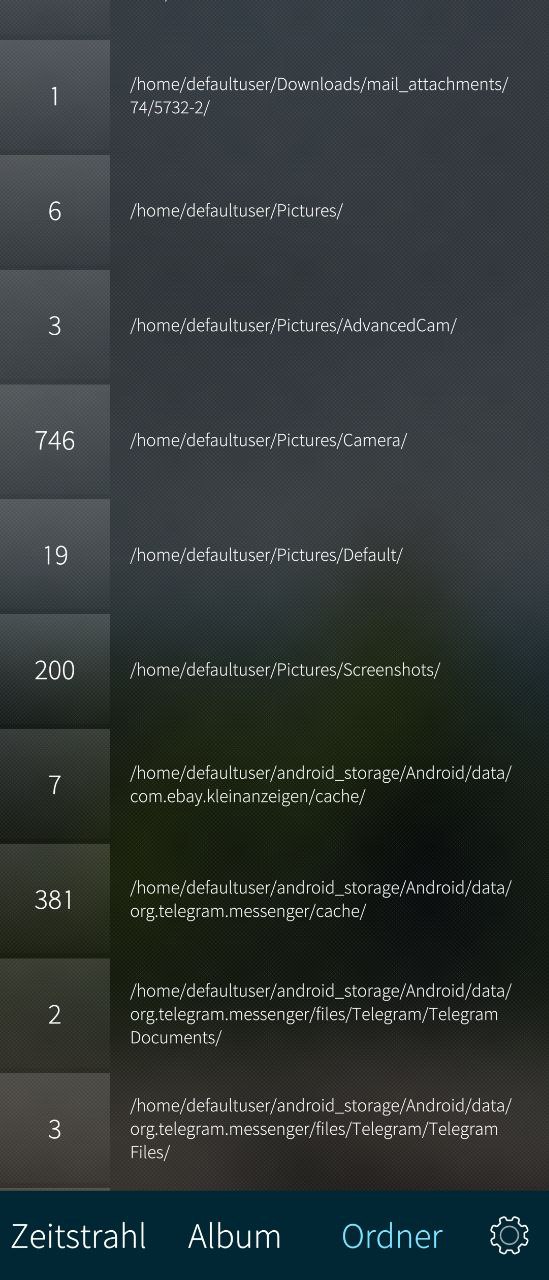 1
/home/defaultuser/Downloads/mail_attachments/
74/5732-2/
6
/home/defaultuser/Pictures/
3
/home/defaultuser/Pictures/AdvancedCam/
746
/home/defaultuser/Pictures/Camera/
19
/home/defaultuser/Pictures/Default/
200
/home/defaultuser/Pictures/Screenshots/
7
/home/defaultuser/android_storage/Android/data/
com.ebay.kleinanzeigen/cache/
381
/home/defaultuser/android_storage/Android/data/
org.telegram.messenger/cache/
2
/home/defaultuser/android_storage/Android/data/
org.telegram.messenger/files/Telegram/Telegram
Documents/
3
/home/defaultuser/android_storage/Android/data/
org.telegram.messenger/files/Telegram/Telegram
Files/
Zeitstrahl Album Ordner